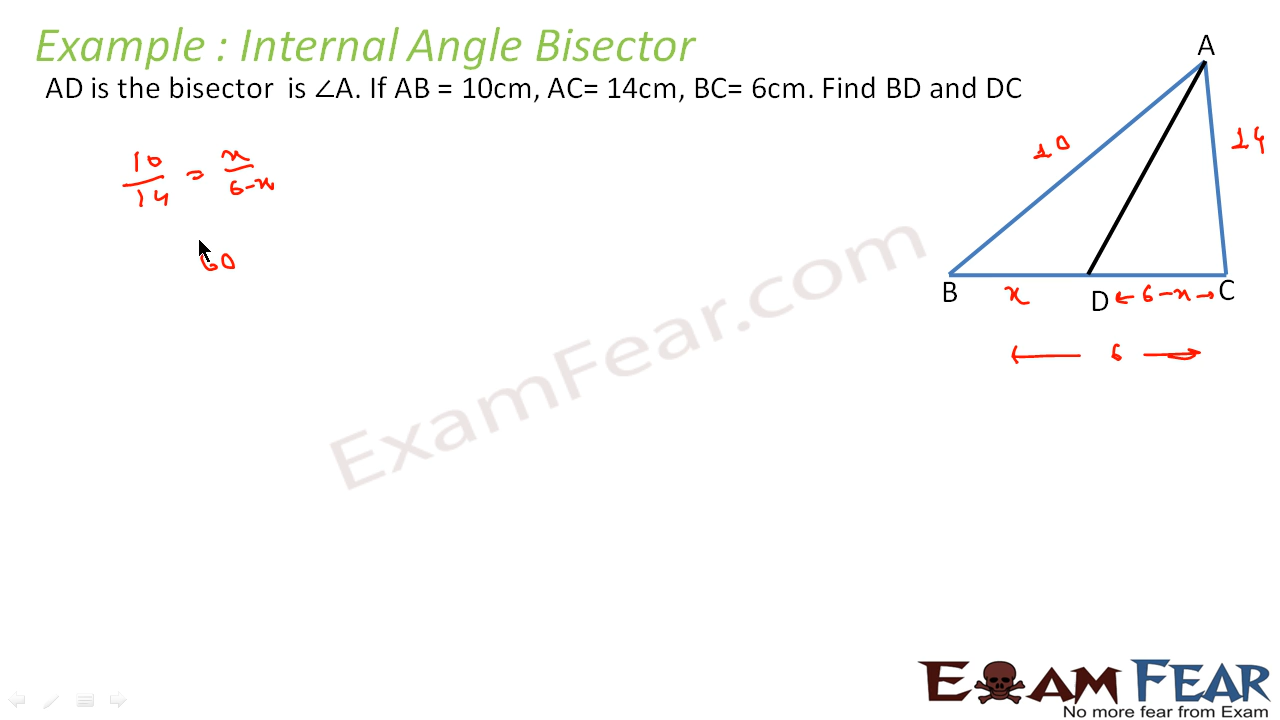 Example : Internal Angle Bisector
AD is the bisector is ∠A. If AB = 10cm, AC= 14cm, BC= 6cm. Find BD and DC
A
10
14
10/14 = x/6-x
60
B x D 6-x C
6
ExamFear.com
EXAM FEAR
No more fear from Exam